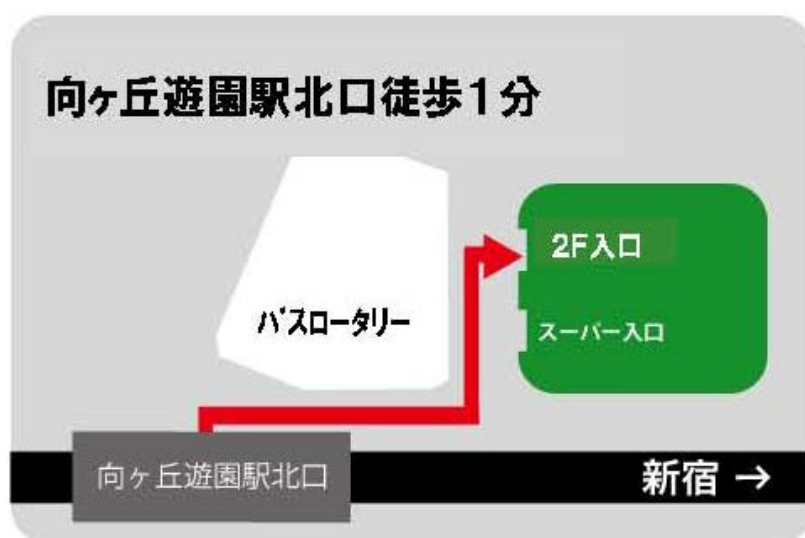 向ヶ丘遊園駅北口徒歩1分
2F入口
バスロータリー
スーパー入口
向ヶ丘遊園駅北口
新宿 →